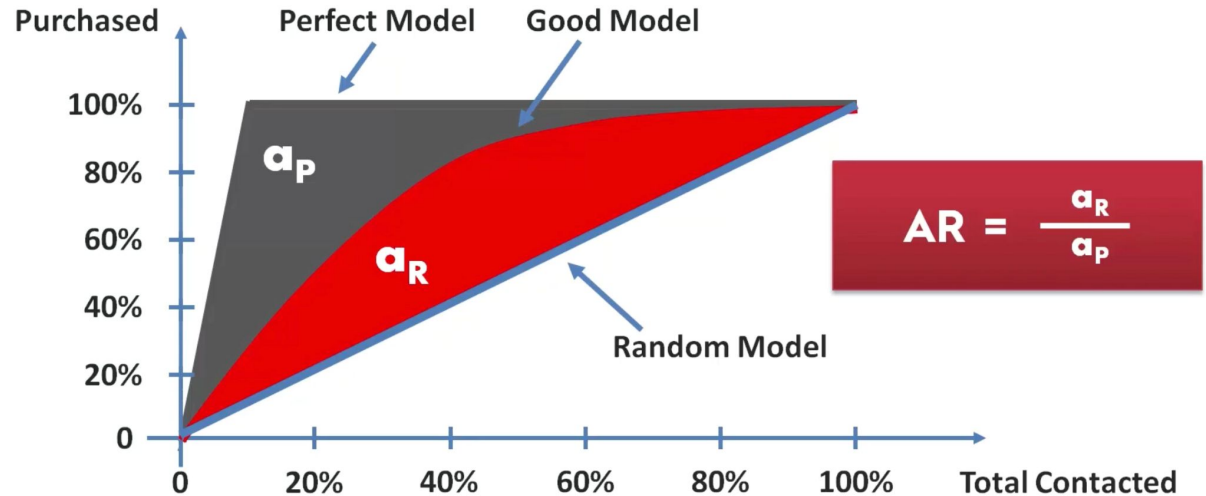 Purchased
Perfect Model
Good Model
100%
80%
60%
40%
20%
0
aP
aR
Random Model
AR = aR / aP
0 20% 40% 60% 80% 100%
Total Contacted